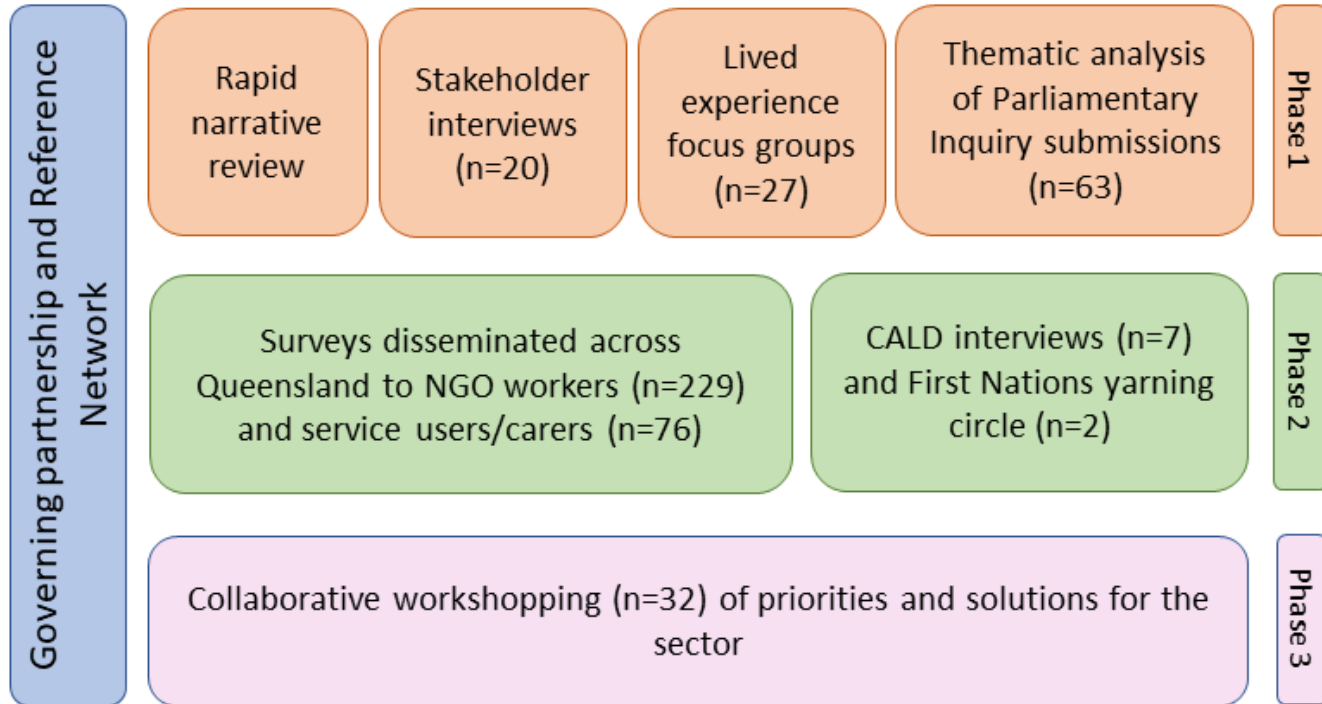 Governing partnership and Reference
Network
Rapid
narrative
review
Stakeholder
interviews
(n=20)
Lived
experience
focus groups
(n=27)
Thematic analysis
of Parliamentary
Inquiry submissions
(n=63)
Phase 1
Surveys disseminated across
Queensland to NGO workers (n=229)
and service users/carers (n=76)
CALD interviews (n=7)
and First Nations yarning
circle (n=2)
Phase 2
Collaborative workshopping (n=32) of priorities and solutions for the
sector
Phase 3